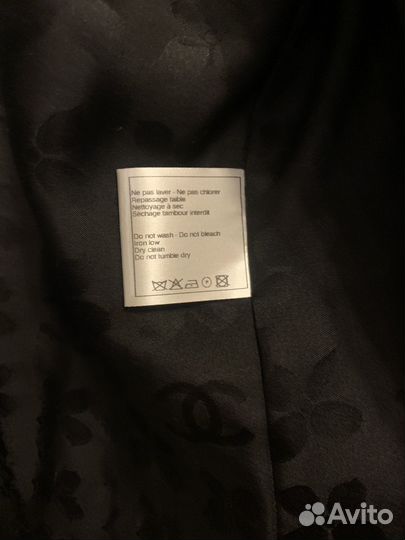 Ne pas laver - Ne pas chlorer
Repassage faible
Nettoyage à sec
Séchage tambour interdit
Do not wash - Do not bleach
Iron low
Dry clean
Do not tumble dry
Avito